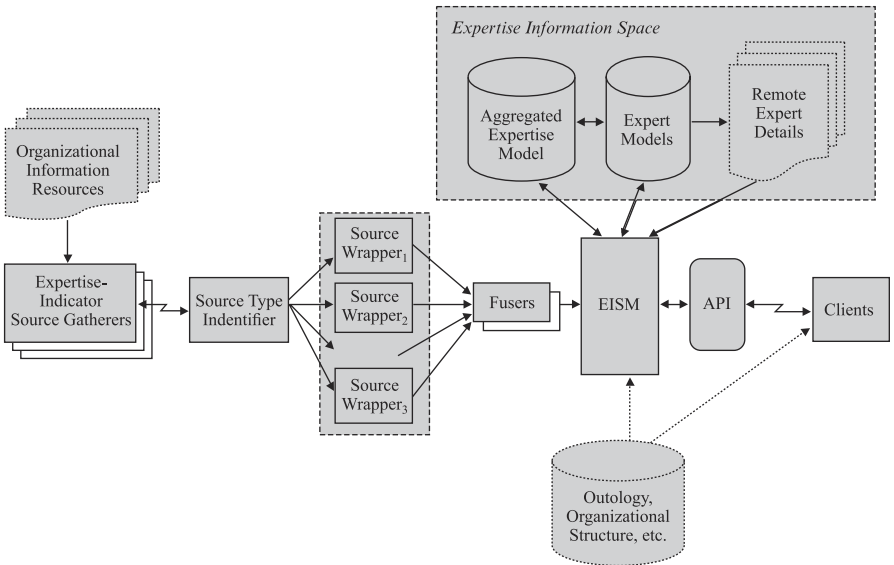 Expertise Information Space
Aggregated
Expertise
Model
Expert
Models
Remote
Expert
Details
Organizational
Information
Resources
Expertise-
Indicator
Source Gatherers
Source Type
Indentifier
Source
Wrapper₁
Source
Wrapper₂
Source
Wrapper₃
Fusers
EISM
API
Clients
Outology,
Organizational
Structure, etc.